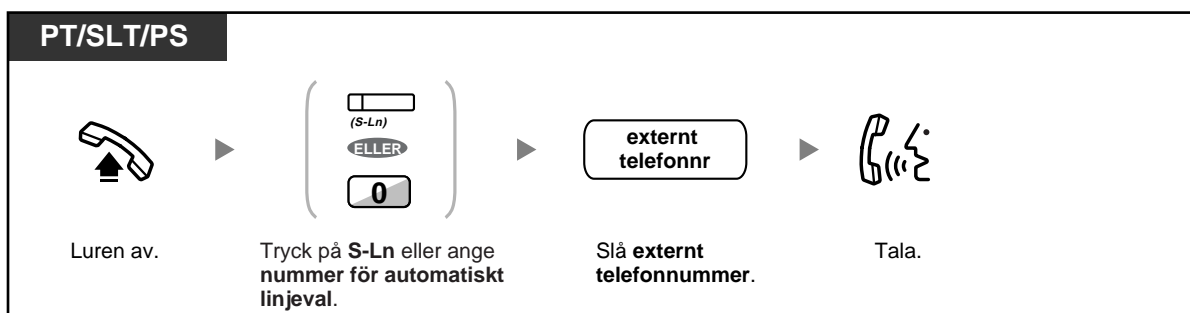 PT/SLT/PS
(S-Ln)
ELLER
0
externt
telefonnr
Luren av.
Tryck på S-Ln eller ange
nummer för automatiskt
linjeval.
Slå externt
telefonnummer.
Tala.